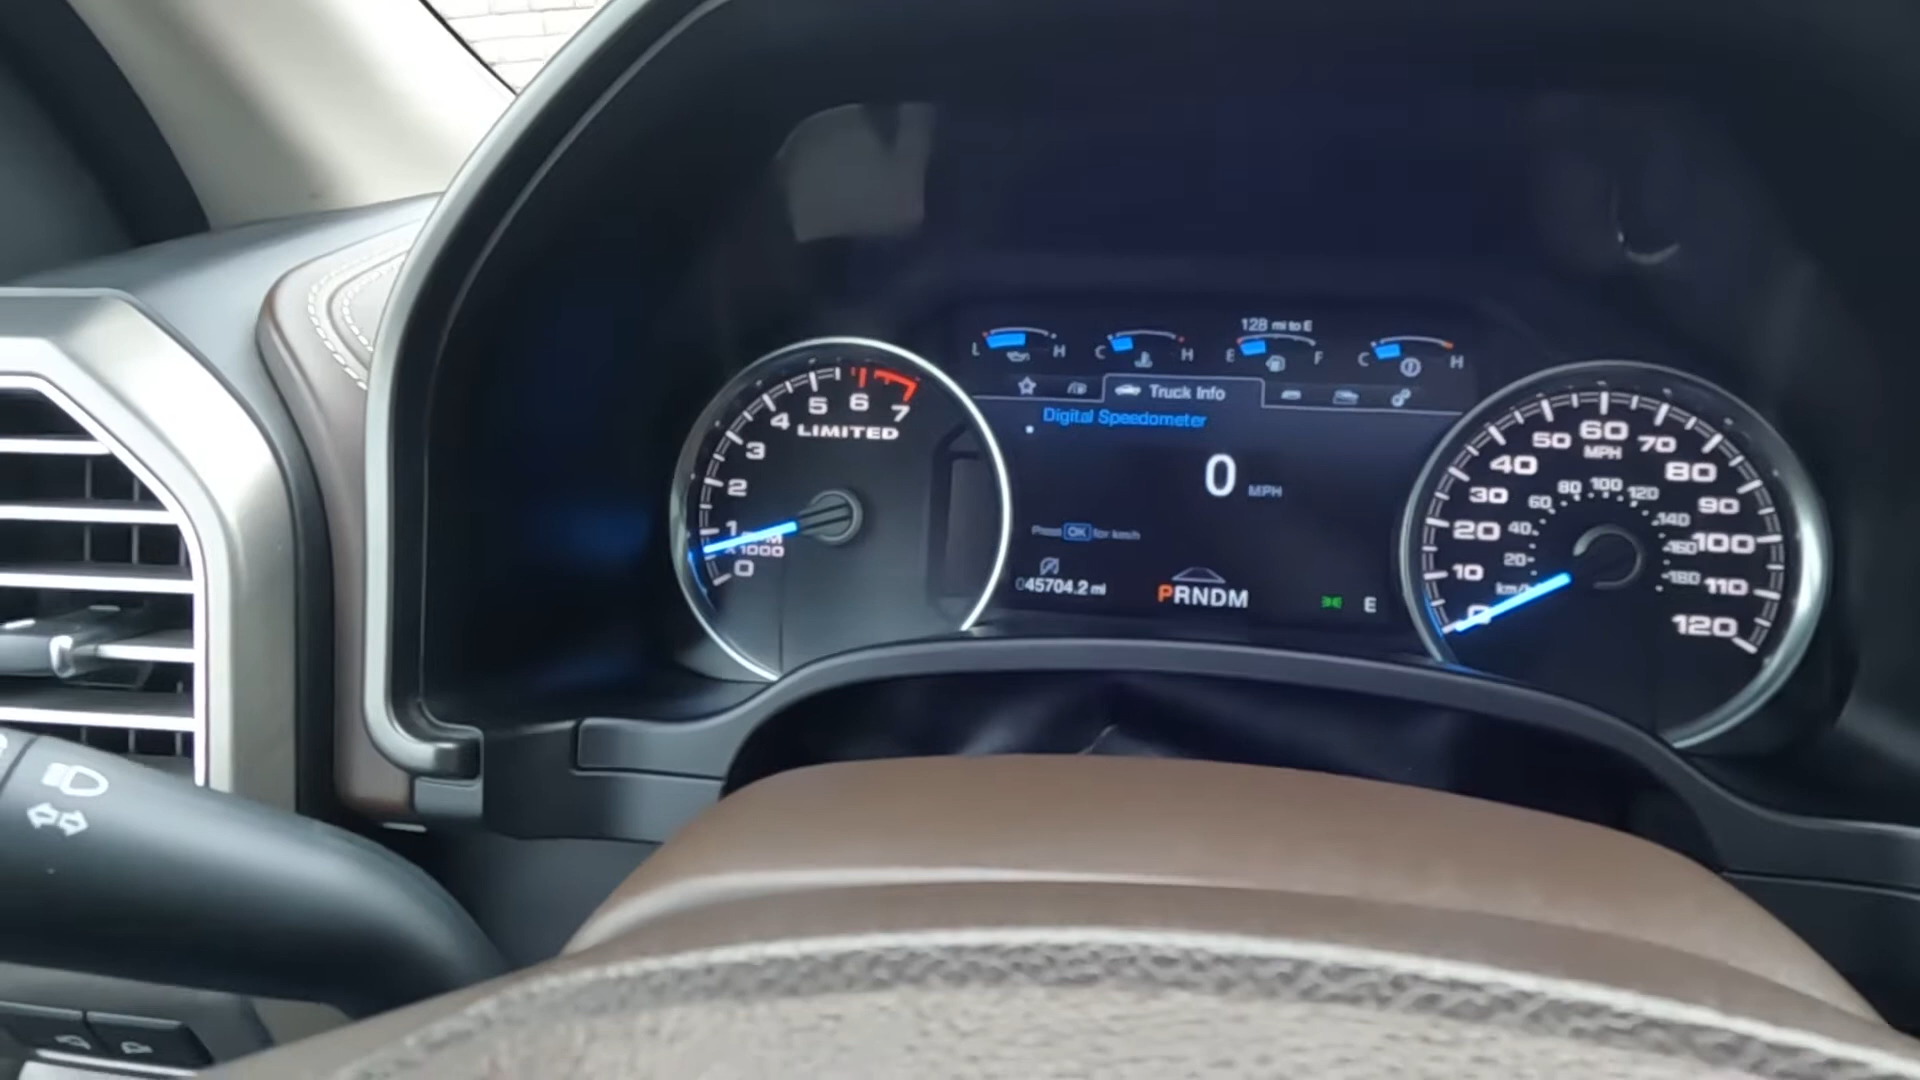 128 mi to E
L H C H E F C H
Truck Info
Digital Speedometer
0 MPH
Press OK for km/h
045704.2 mi
PRNDM
E
0 1 2 3 4 5 6 7
LIMITED
RPM
X1000
0 10 20 30 40 50 60 70 80 90 100 110 120
MPH
20 40 60 80 100 120 140 160 180
km/h